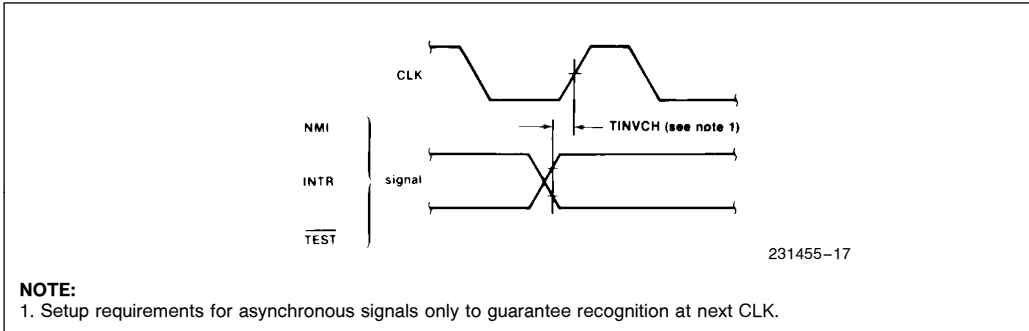 CLK
TINVCH (see note 1)
NMI
INTR
signal
T̅E̅S̅T̅
231455–17
NOTE:
1. Setup requirements for asynchronous signals only to guarantee recognition at next CLK.